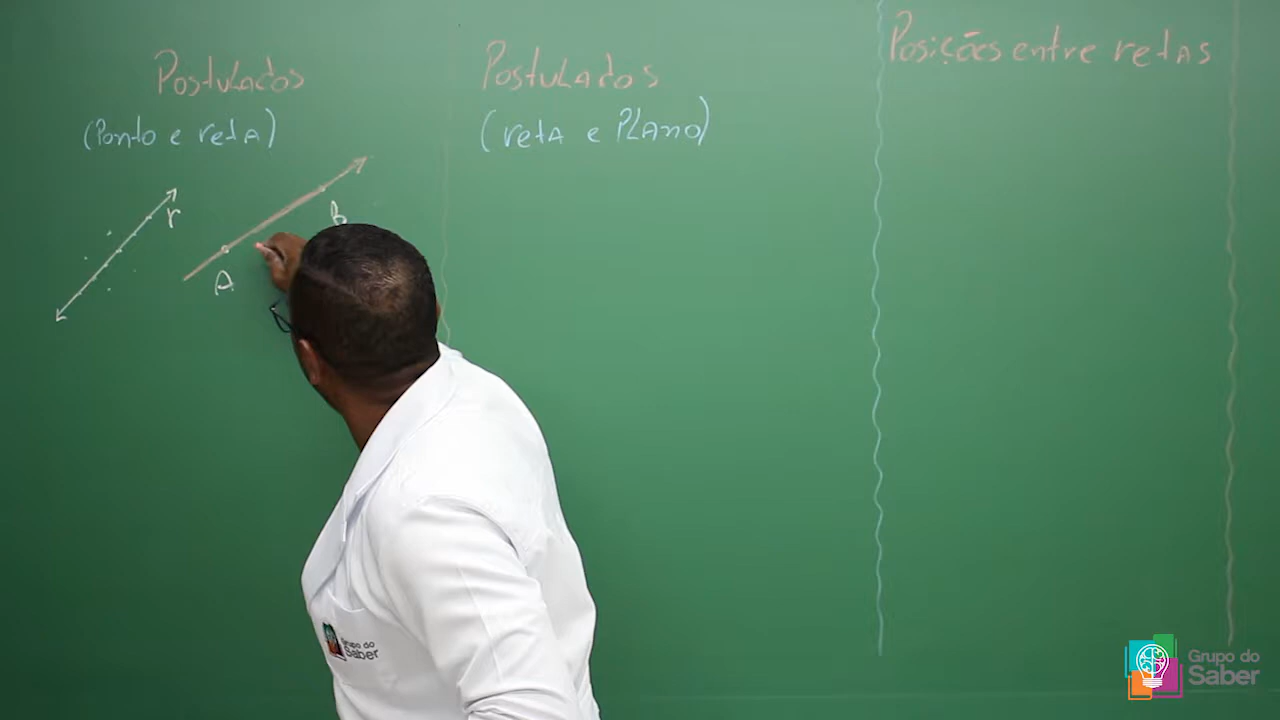 Postulados
(Ponto e retA)
r
A
b
Postulados
(retA e PLAno)
Posições entre retAs
Grupo do
Saber
Grupo do
Saber